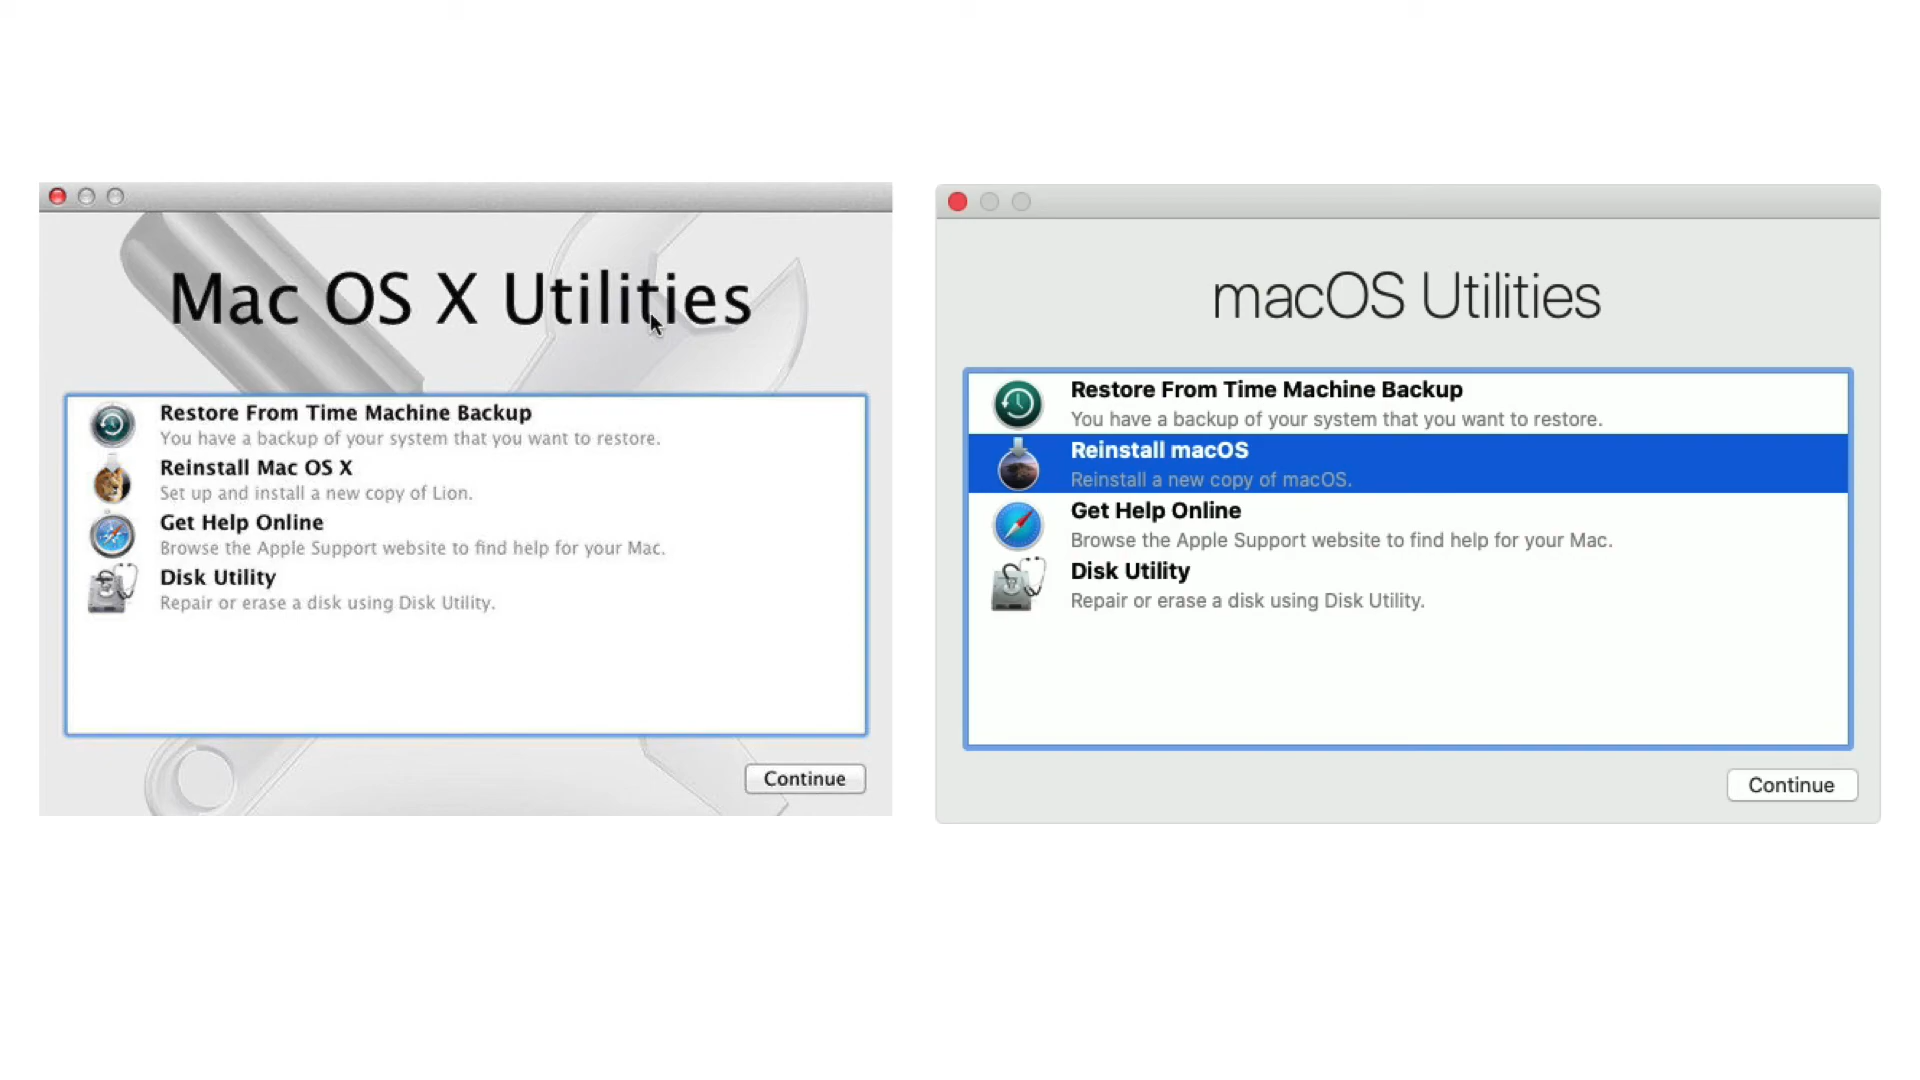 Mac OS X Utilities
Restore From Time Machine Backup
You have a backup of your system that you want to restore.
Reinstall Mac OS X
Set up and install a new copy of Lion.
Get Help Online
Browse the Apple Support website to find help for your Mac.
Disk Utility
Repair or erase a disk using Disk Utility.
Continue
macOS Utilities
Restore From Time Machine Backup
You have a backup of your system that you want to restore.
Reinstall macOS
Reinstall a new copy of macOS.
Get Help Online
Browse the Apple Support website to find help for your Mac.
Disk Utility
Repair or erase a disk using Disk Utility.
Continue